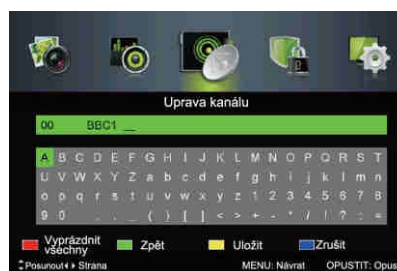 Uprava kanálu
00 BBC1 _
A B C D E F G H I J K L M N O P Q R S T
U V W X Y Z a b c d e f g h i j k l m n
o p q r s t u v w x y z 1 2 3 4 5 6 7 8
9 0 . , _ ( ) { } [ ] < > + - * / ! ? : =
Vyprázdnit všechny Zpět Uložit Zrušit
Posunout Strana MENU: Návrat OPUSTIT: Opus